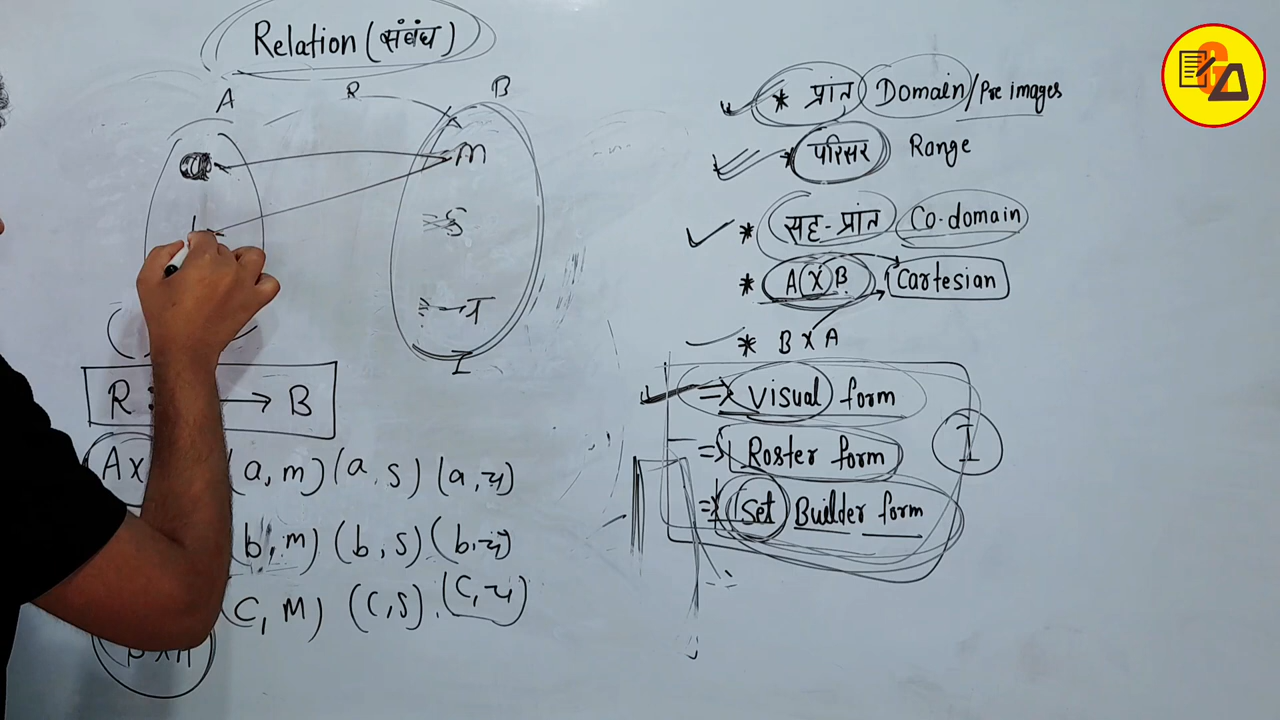 Relation (संबंध)
A R B
a m
b S
I
R : → B
A x (a, m) (a, s) (a, य)
(b, m) (b, s) (b, य)
(C, M) (C, S). (C, य)
B x A
* प्रांत Domain/Pre images
* परिसर Range
* सह-प्रांत Co-domain
* A X B Cartesian
* B X A
=> Visual form
=> Roster form I
=> Set Builder form